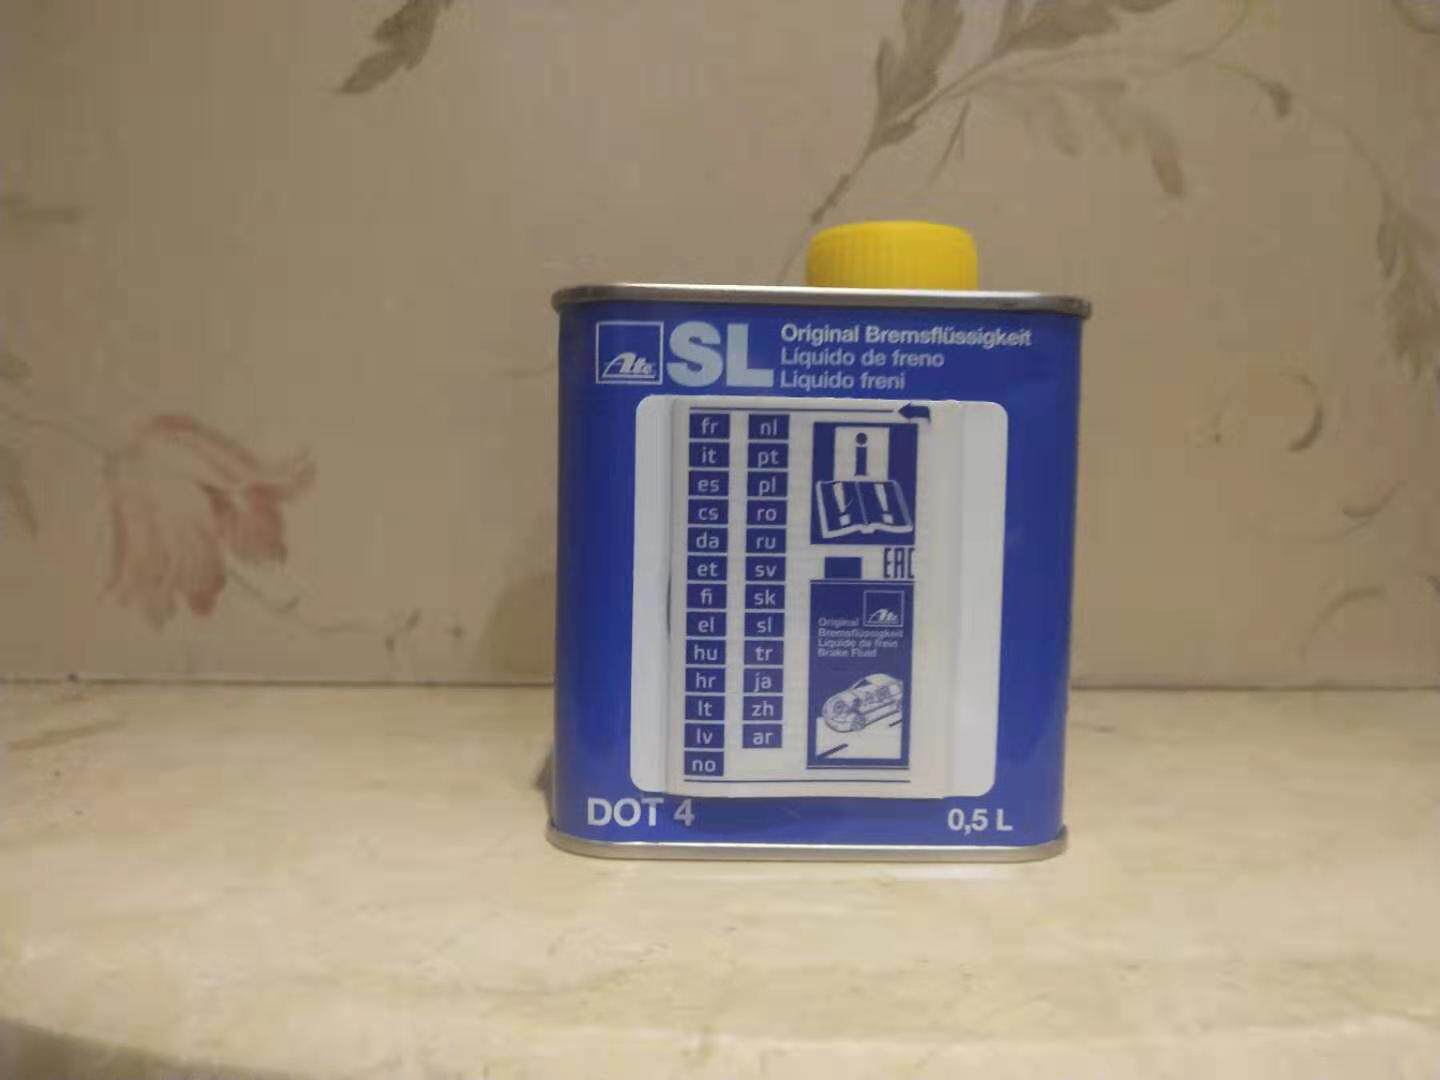 Ate SL
Original Bremsflüssigkeit
Líquido de freno
Liquido freni
fr nl
it pt
es pl
cs ro
da ru
et sv
fi sk
el sl
hu tr
hr ja
lt zh
lv ar
no
i
EAC
Ate
Original
Bremsflüssigkeit
Liquide de frein
Brake Fluid
DOT 4
0,5 L